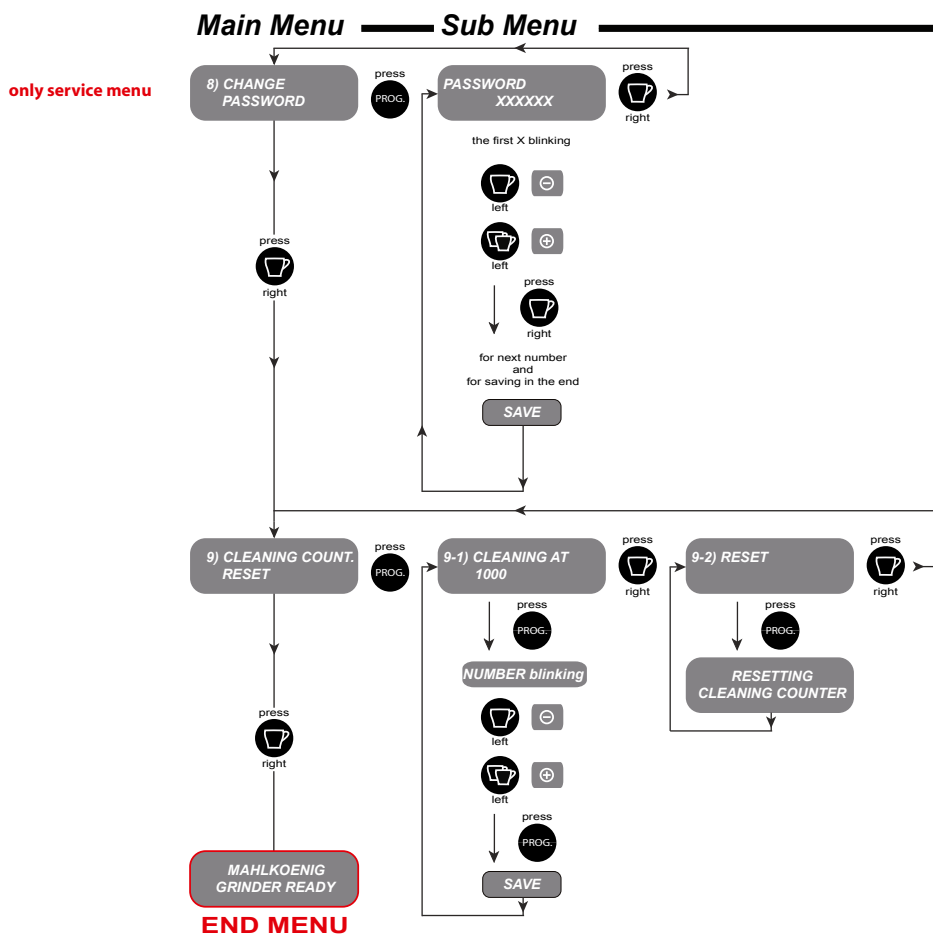 Main Menu Sub Menu
only service menu
8) CHANGE
PASSWORD
press
PROG.
PASSWORD
XXXXXX
press
right
the first X blinking
left
left
press
right
for next number
and
for saving in the end
SAVE
press
right
9) CLEANING COUNT.
RESET
press
PROG.
9-1) CLEANING AT
1000
press
right
9-2) RESET
press
right
press
PROG.
NUMBER blinking
left
left
press
PROG.
SAVE
press
PROG.
RESETTING
CLEANING COUNTER
press
right
MAHLKOENIG
GRINDER READY
END MENU